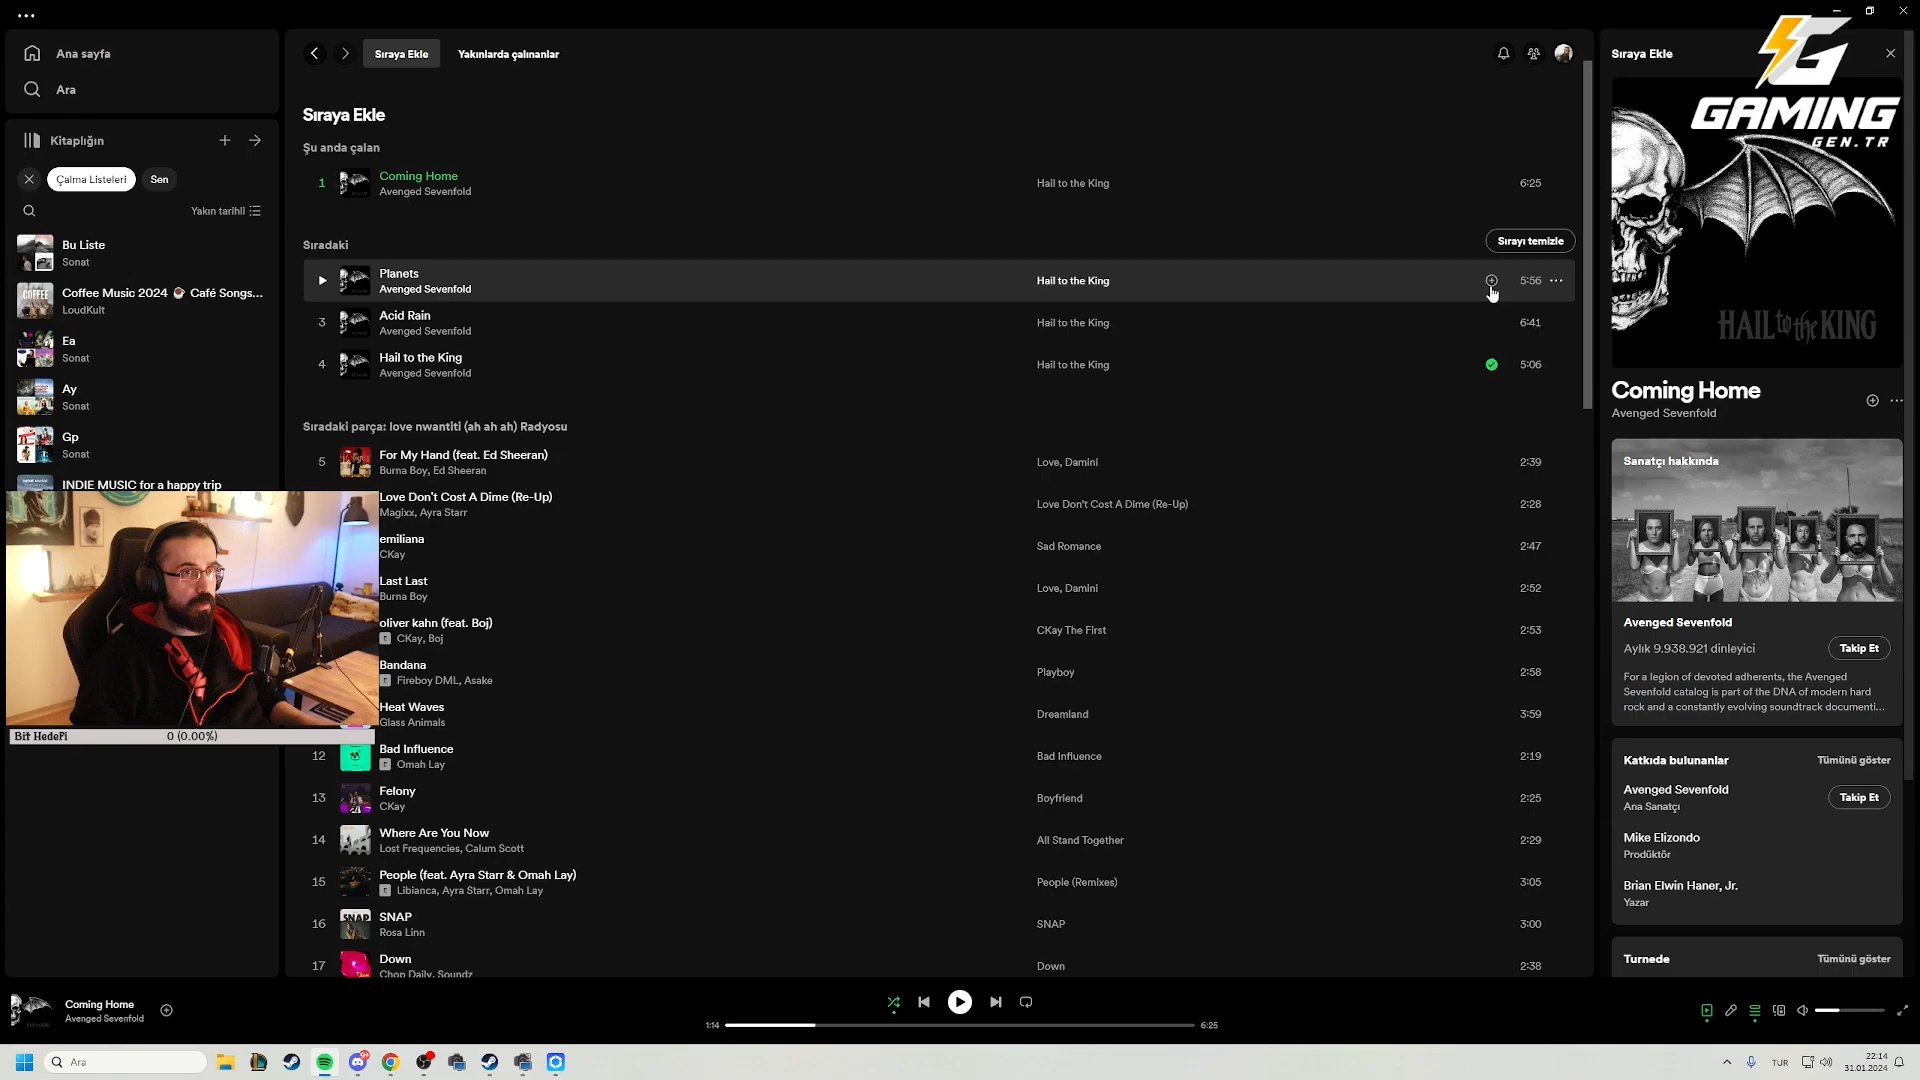 Ana sayfa
Ara
Kitaplığın
Çalma Listeleri
Sen
Yakın tarihli
Bu Liste
Sonat
Coffee Music 2024 ☕ Café Songs...
LoudKult
Ea
Sonat
Ay
Sonat
Gp
Sonat
INDIE MUSIC for a happy trip
Bit Hedefi 0 (0.00%)
Sıraya Ekle
Yakınlarda çalınanlar
Sıraya Ekle
Şu anda çalan
1
Coming Home
Avenged Sevenfold
Hail to the King
6:25
Sıradaki
Sırayı temizle
Planets
Avenged Sevenfold
Hail to the King
5:56
3
Acid Rain
Avenged Sevenfold
Hail to the King
6:41
4
Hail to the King
Avenged Sevenfold
Hail to the King
5:06
Sıradaki parça: love nwantiti (ah ah ah) Radyosu
5
For My Hand (feat. Ed Sheeran)
Burna Boy, Ed Sheeran
Love, Damini
2:39
Love Don't Cost A Dime (Re-Up)
Magixx, Ayra Starr
Love Don't Cost A Dime (Re-Up)
2:28
emiliana
CKay
Sad Romance
2:47
Last Last
Burna Boy
Love, Damini
2:52
oliver kahn (feat. Boj)
E CKay, Boj
CKay The First
2:53
Bandana
E Fireboy DML, Asake
Playboy
2:58
Heat Waves
Glass Animals
Dreamland
3:59
12
Bad Influence
E Omah Lay
Bad Influence
2:19
13
Felony
CKay
Boyfriend
2:25
14
Where Are You Now
Lost Frequencies, Calum Scott
All Stand Together
2:29
15
People (feat. Ayra Starr & Omah Lay)
E Libianca, Ayra Starr, Omah Lay
People (Remixes)
3:05
16
SNAP
Rosa Linn
SNAP
3:00
17
Down
Chop Daily, Soundz
Down
2:38
Sıraya Ekle
G
GAMING
GEN.TR
HAIL to the KING
Coming Home
Avenged Sevenfold
Sanatçı hakkında
Avenged Sevenfold
Aylık 9.938.921 dinleyici
Takip Et
For a legion of devoted adherents, the Avenged
Sevenfold catalog is part of the DNA of modern hard
rock and a constantly evolving soundtrack documenti...
Katkıda bulunanlar
Tümünü göster
Avenged Sevenfold
Ana Sanatçı
Takip Et
Mike Elizondo
Prodüktör
Brian Elwin Haner, Jr.
Yazar
Turnede
Tümünü göster
Coming Home
Avenged Sevenfold
1:14
6:25
Ara
9+
TUR
22:14
31.01.2024